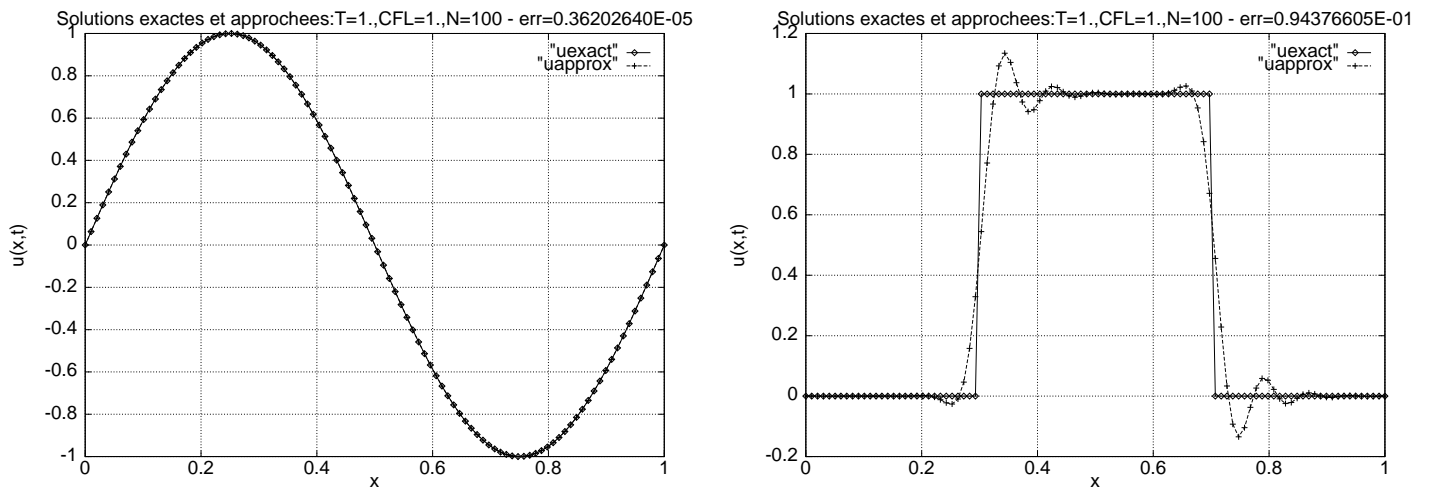 Solutions exactes et approchees:T=1.,CFL=1.,N=100 - err=0.36202640E-05
"uexact"
"uapprox"
1
0.8
0.6
0.4
0.2
0
-0.2
-0.4
-0.6
-0.8
-1
u(x,t)
0 0.2 0.4 0.6 0.8 1
x
Solutions exactes et approchees:T=1.,CFL=1.,N=100 - err=0.94376605E-01
"uexact"
"uapprox"
1.2
1
0.8
0.6
0.4
0.2
0
-0.2
u(x,t)
0 0.2 0.4 0.6 0.8 1
x